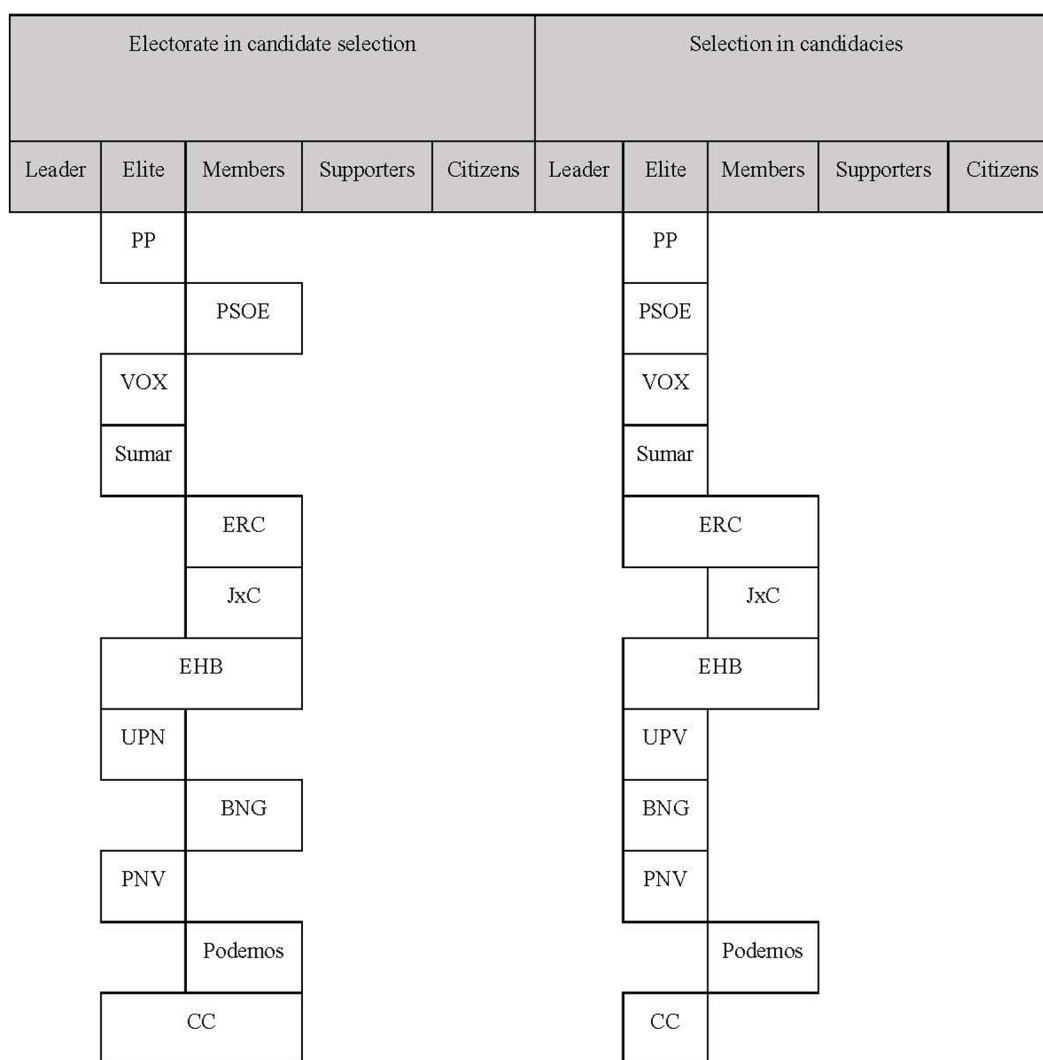 Electorate in candidate selection Selection in candidacies
Leader Elite Members Supporters Citizens Leader Elite Members Supporters Citizens
PP PP
PSOE PSOE
VOX VOX
Sumar Sumar
ERC ERC
JxC JxC
EHB EHB
UPN UPV
BNG BNG
PNV PNV
Podemos Podemos
CC CC